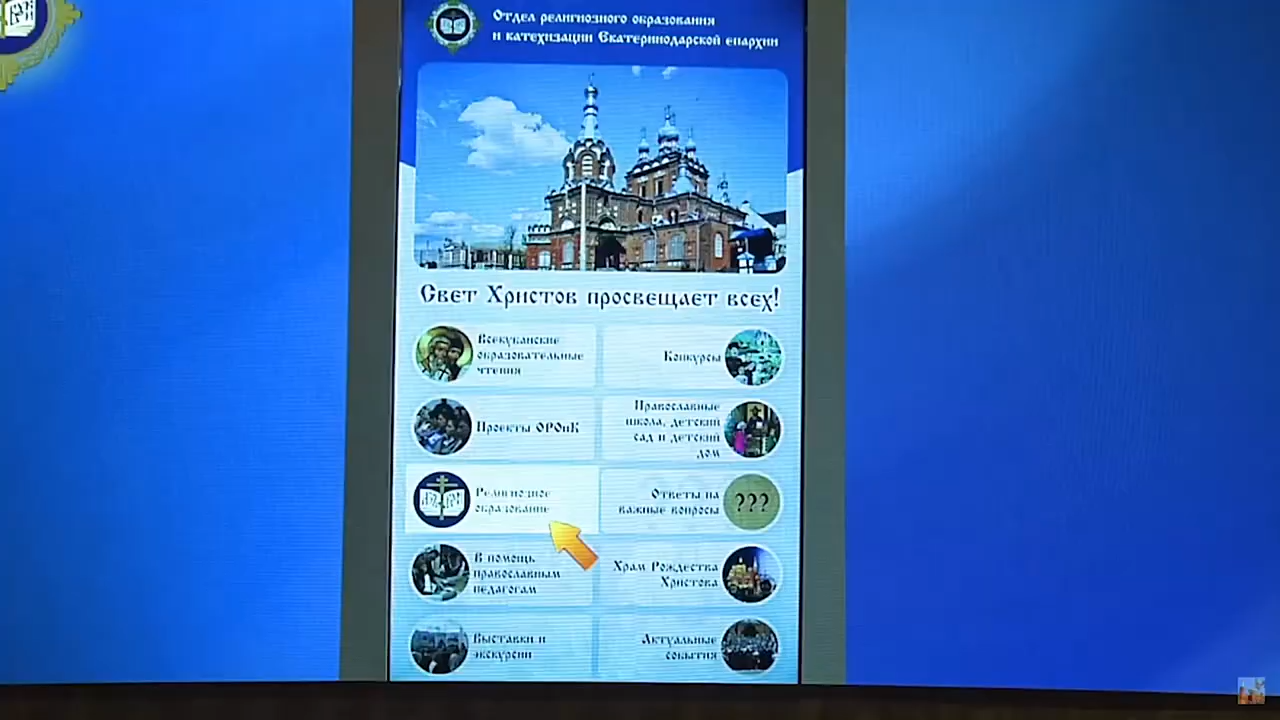 Отдел религиозного образования
и катехизации Екатеринодарской епархии
Свет Христов просвещает всех!
Всекубанские
образовательные
чтения
Конкурсы
Проекты ОРОиК
Православные
школа, детский
сад и детский
дом
Религиозное
образование
Ответы на
важные вопросы
???
В помощь
православным
педагогам
Храм Рождества
Христова
Выставки и
экскурсии
Актуальные
события